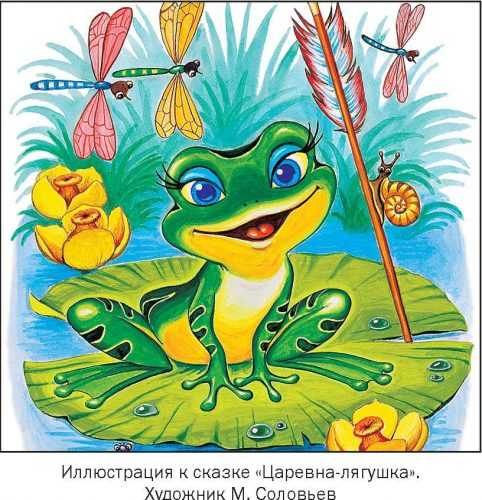 Иллюстрация к сказке «Царевна-лягушка».
Художник М. Соловьев